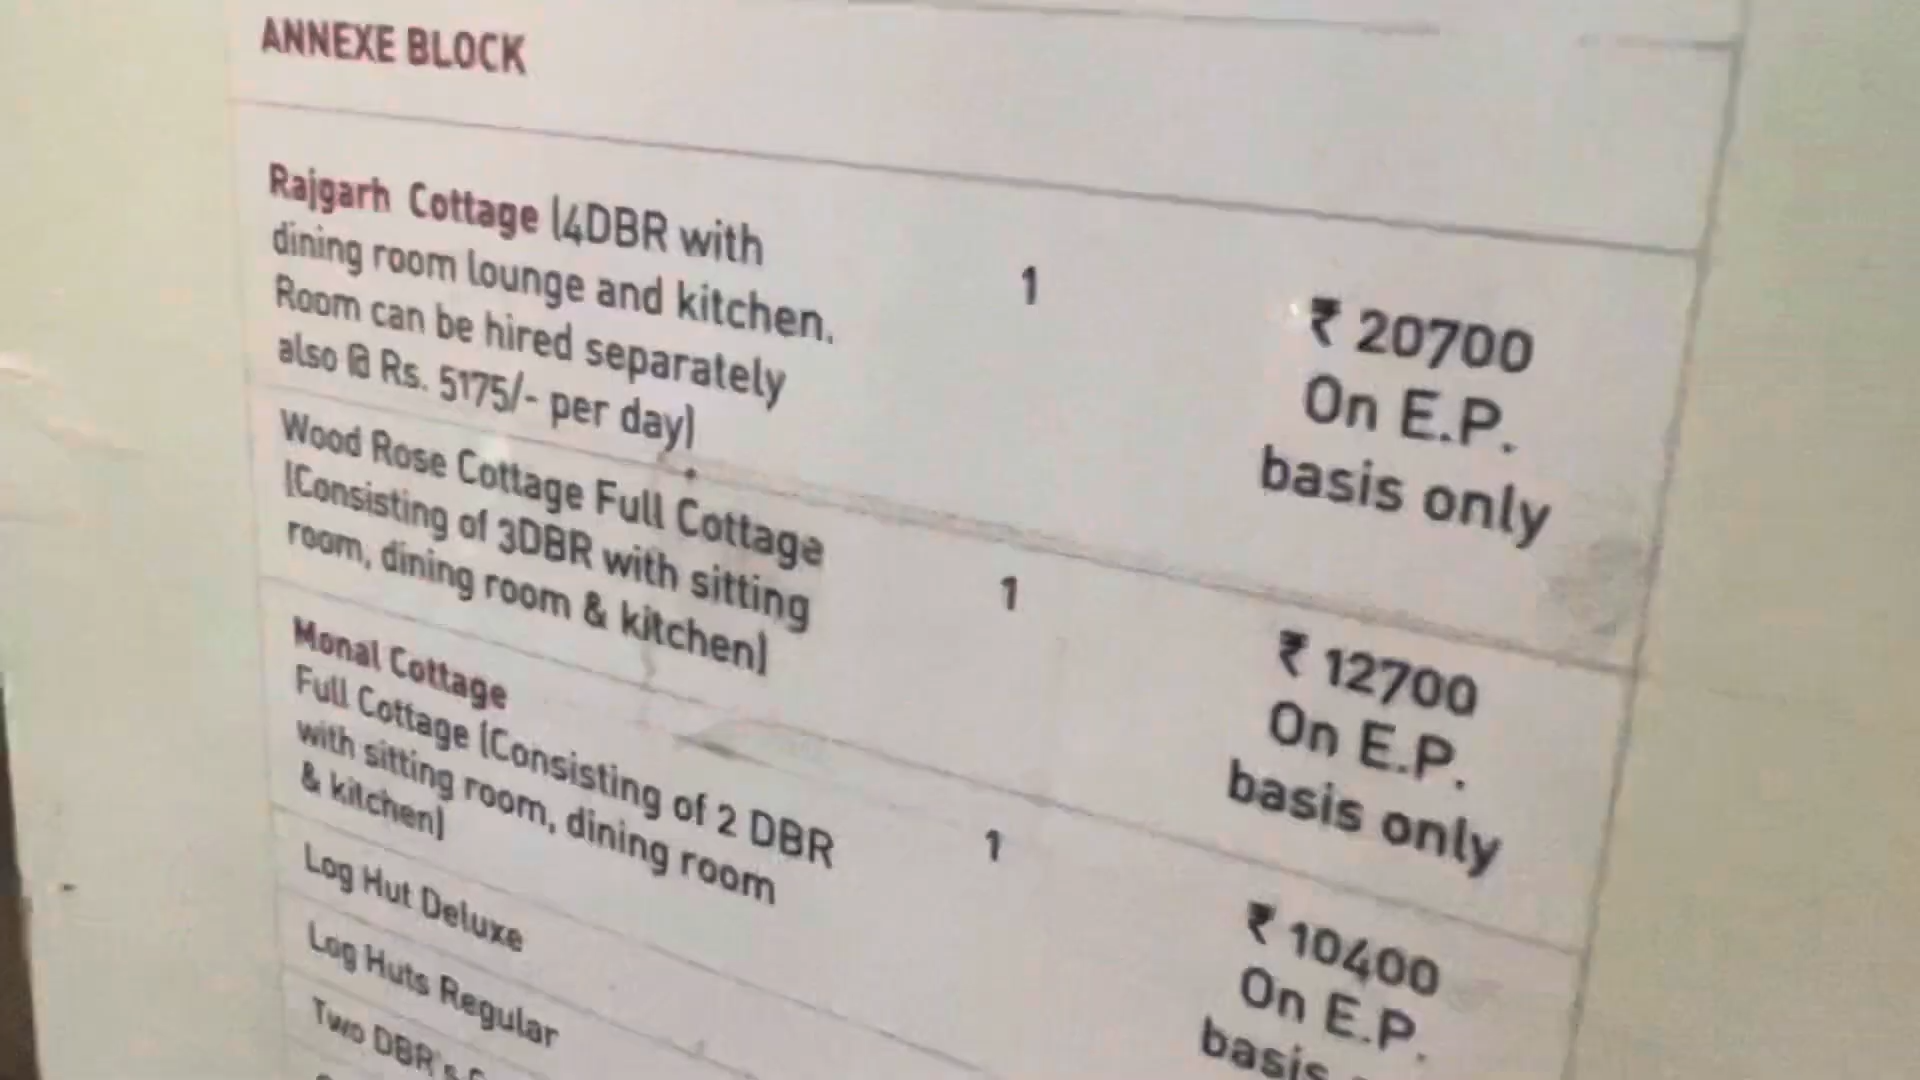 ANNEXE BLOCK
Rajgarh Cottage (4DBR with
dining room lounge and kitchen.
Room can be hired separately
also @ Rs. 5175/- per day)
1
₹ 20700
On E.P.
basis only
Wood Rose Cottage Full Cottage
(Consisting of 3DBR with sitting
room, dining room & kitchen)
1
₹ 12700
On E.P.
basis only
Monal Cottage
Full Cottage (Consisting of 2 DBR
with sitting room, dining room
& kitchen)
1
₹ 10400
On E.P.
basis
Log Hut Deluxe
Log Huts Regular
Two DBR's